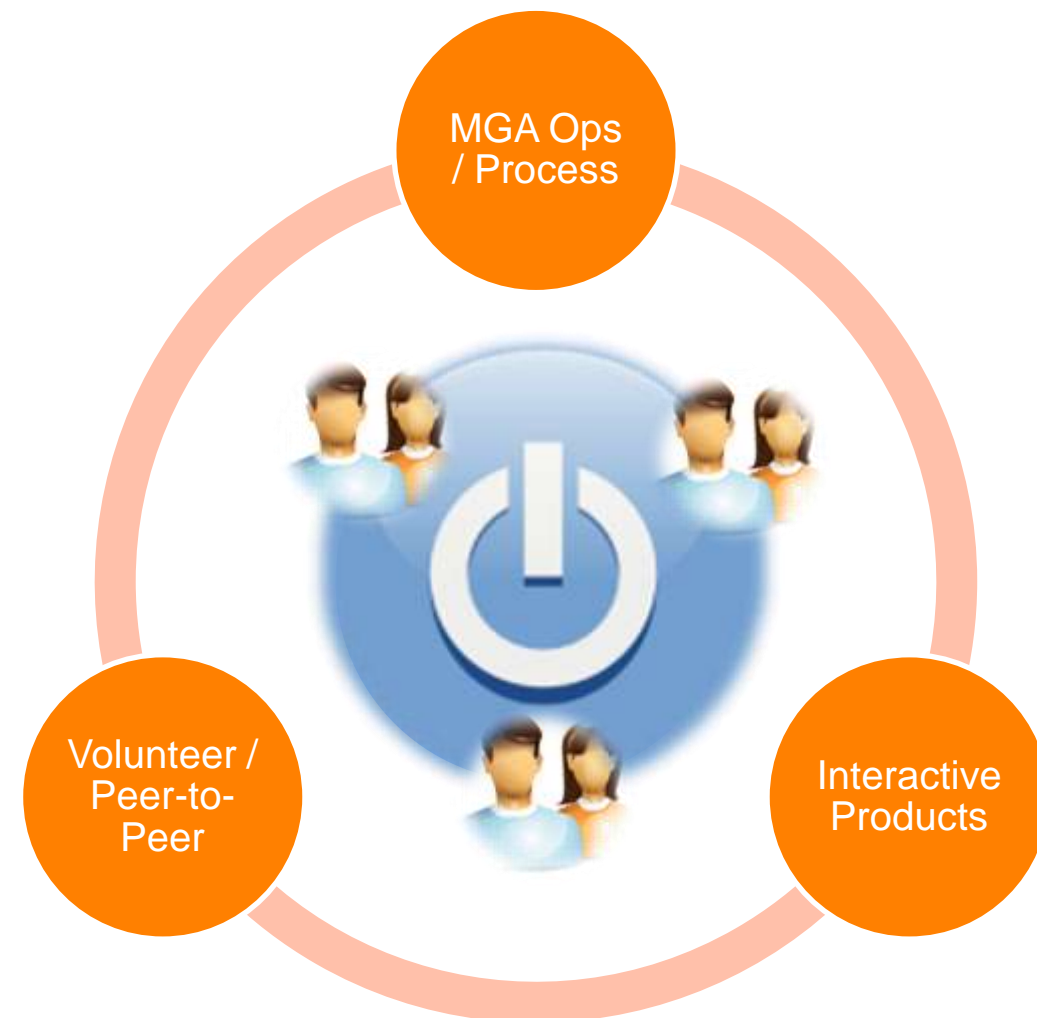 MGA Ops
/ Process
Volunteer /
Peer-to-
Peer
Interactive
Products